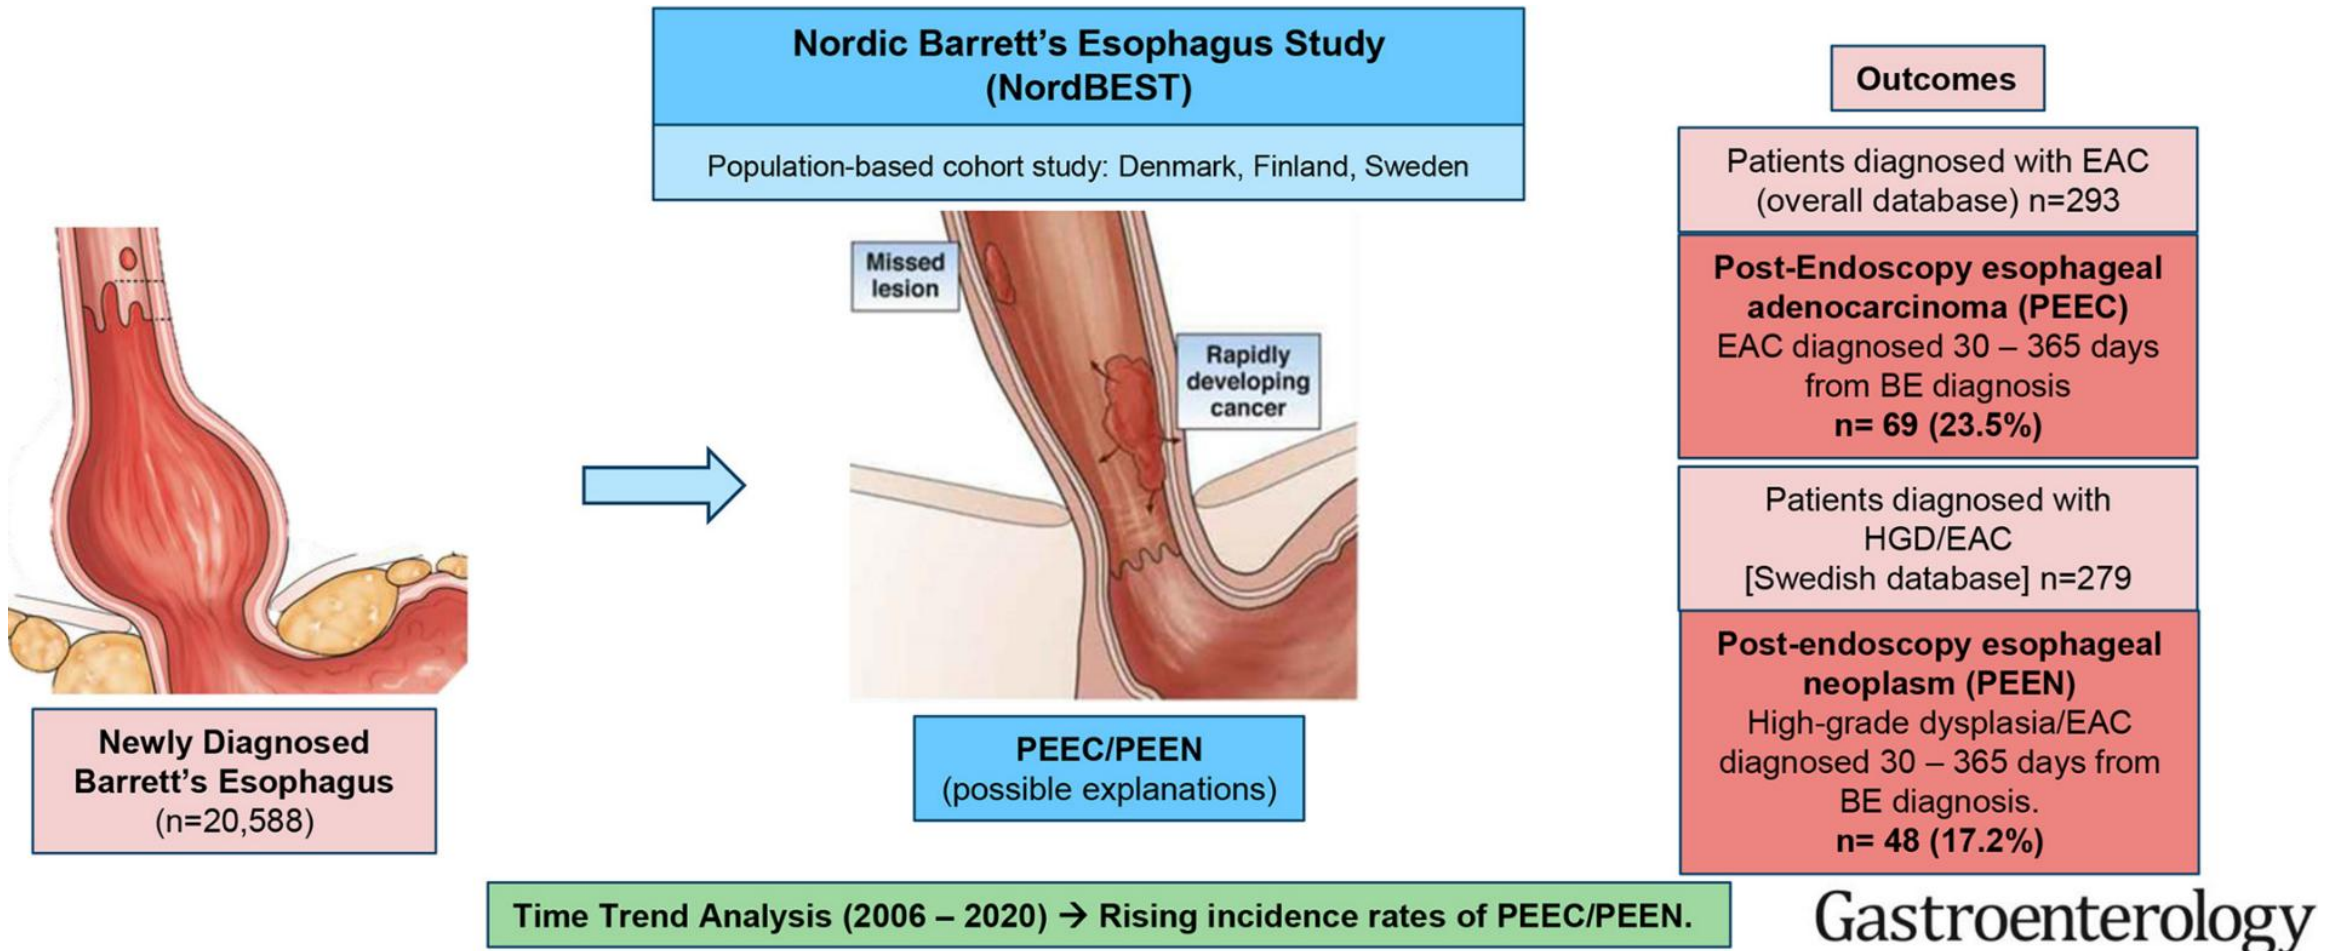 Nordic Barrett’s Esophagus Study
(NordBEST)
Population-based cohort study: Denmark, Finland, Sweden
Newly Diagnosed
Barrett’s Esophagus
(n=20,588)
Missed
lesion
Rapidly
developing
cancer
PEEC/PEEN
(possible explanations)
Outcomes
Patients diagnosed with EAC
(overall database) n=293
Post-Endoscopy esophageal
adenocarcinoma (PEEC)
EAC diagnosed 30 – 365 days
from BE diagnosis
n= 69 (23.5%)
Patients diagnosed with
HGD/EAC
[Swedish database] n=279
Post-endoscopy esophageal
neoplasm (PEEN)
High-grade dysplasia/EAC
diagnosed 30 – 365 days from
BE diagnosis.
n= 48 (17.2%)
Time Trend Analysis (2006 – 2020) → Rising incidence rates of PEEC/PEEN.
Gastroenterology